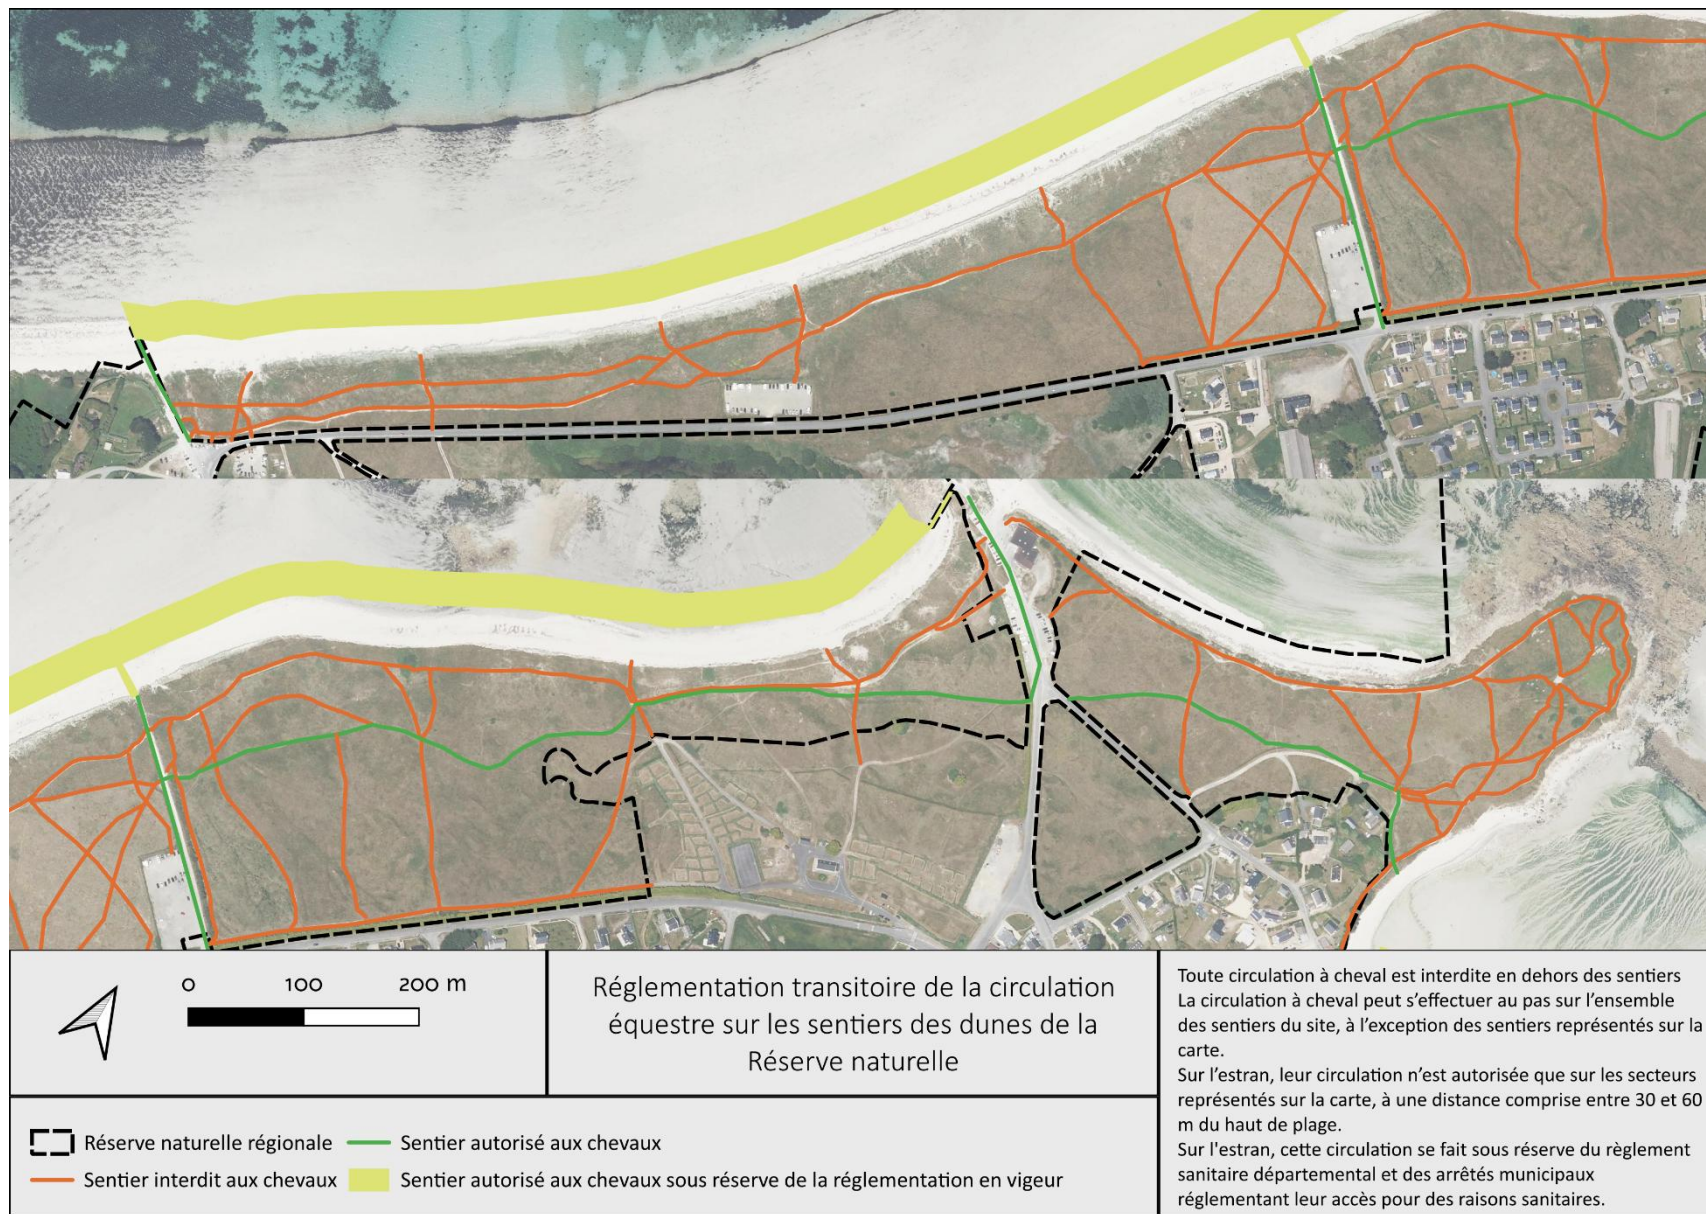 0 100 200 m
Réglementation transitoire de la circulation
équestre sur les sentiers des dunes de la
Réserve naturelle
Réserve naturelle régionale
Sentier autorisé aux chevaux
Sentier interdit aux chevaux
Sentier autorisé aux chevaux sous réserve de la réglementation en vigeur
Toute circulation à cheval est interdite en dehors des sentiers
La circulation à cheval peut s'effectuer au pas sur l'ensemble
des sentiers du site, à l'exception des sentiers représentés sur la
carte.
Sur l'estran, leur circulation n'est autorisée que sur les secteurs
représentés sur la carte, à une distance comprise entre 30 et 60
m du haut de plage.
Sur l'estran, cette circulation se fait sous réserve du règlement
sanitaire départemental et des arrêtés municipaux
réglementant leur accès pour des raisons sanitaires.